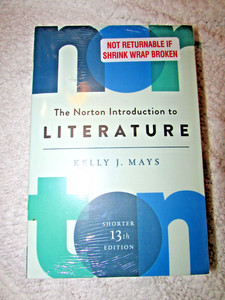 nor
NOT RETURNABLE IF
SHRINK WRAP BROKEN
The Norton Introduction to
LITERATURE
KELLY J. MAYS
SHORTER
13th
EDITION
ton